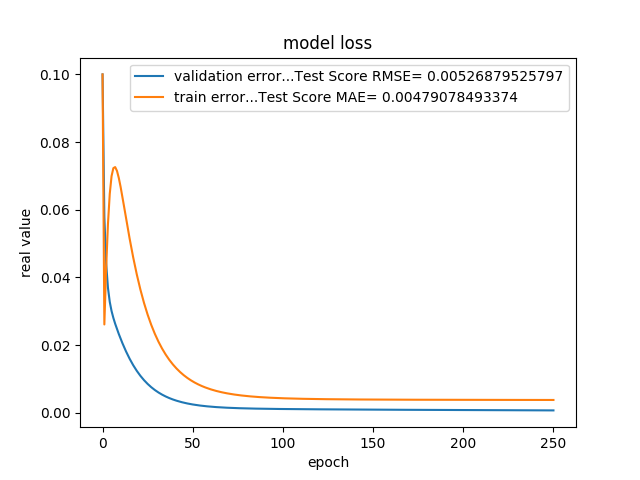 model loss
validation error...Test Score RMSE= 0.00526879525797
train error...Test Score MAE= 0.00479078493374
0.10
0.08
0.06
0.04
0.02
0.00
real value
0 50 100 150 200 250
epoch